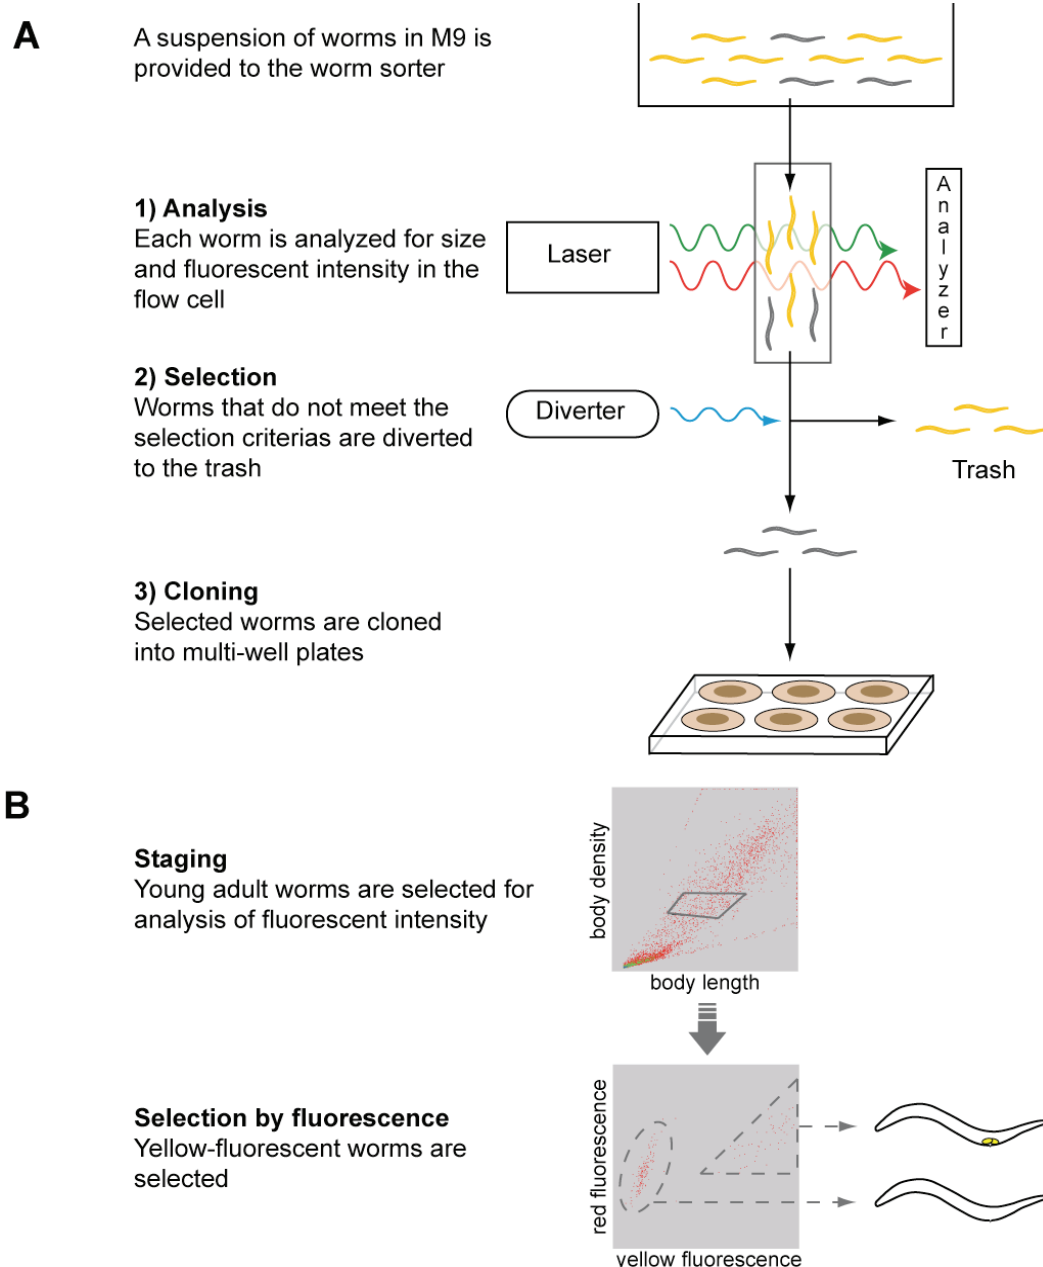 A
A suspension of worms in M9 is
provided to the worm sorter
1) Analysis
Each worm is analyzed for size
and fluorescent intensity in the
flow cell
Laser
Analyzer
2) Selection
Worms that do not meet the
selection criterias are diverted
to the trash
Diverter
Trash
3) Cloning
Selected worms are cloned
into multi-well plates
B
Staging
Young adult worms are selected for
analysis of fluorescent intensity
body density
body length
Selection by fluorescence
Yellow-fluorescent worms are
selected
red fluorescence
yellow fluorescence